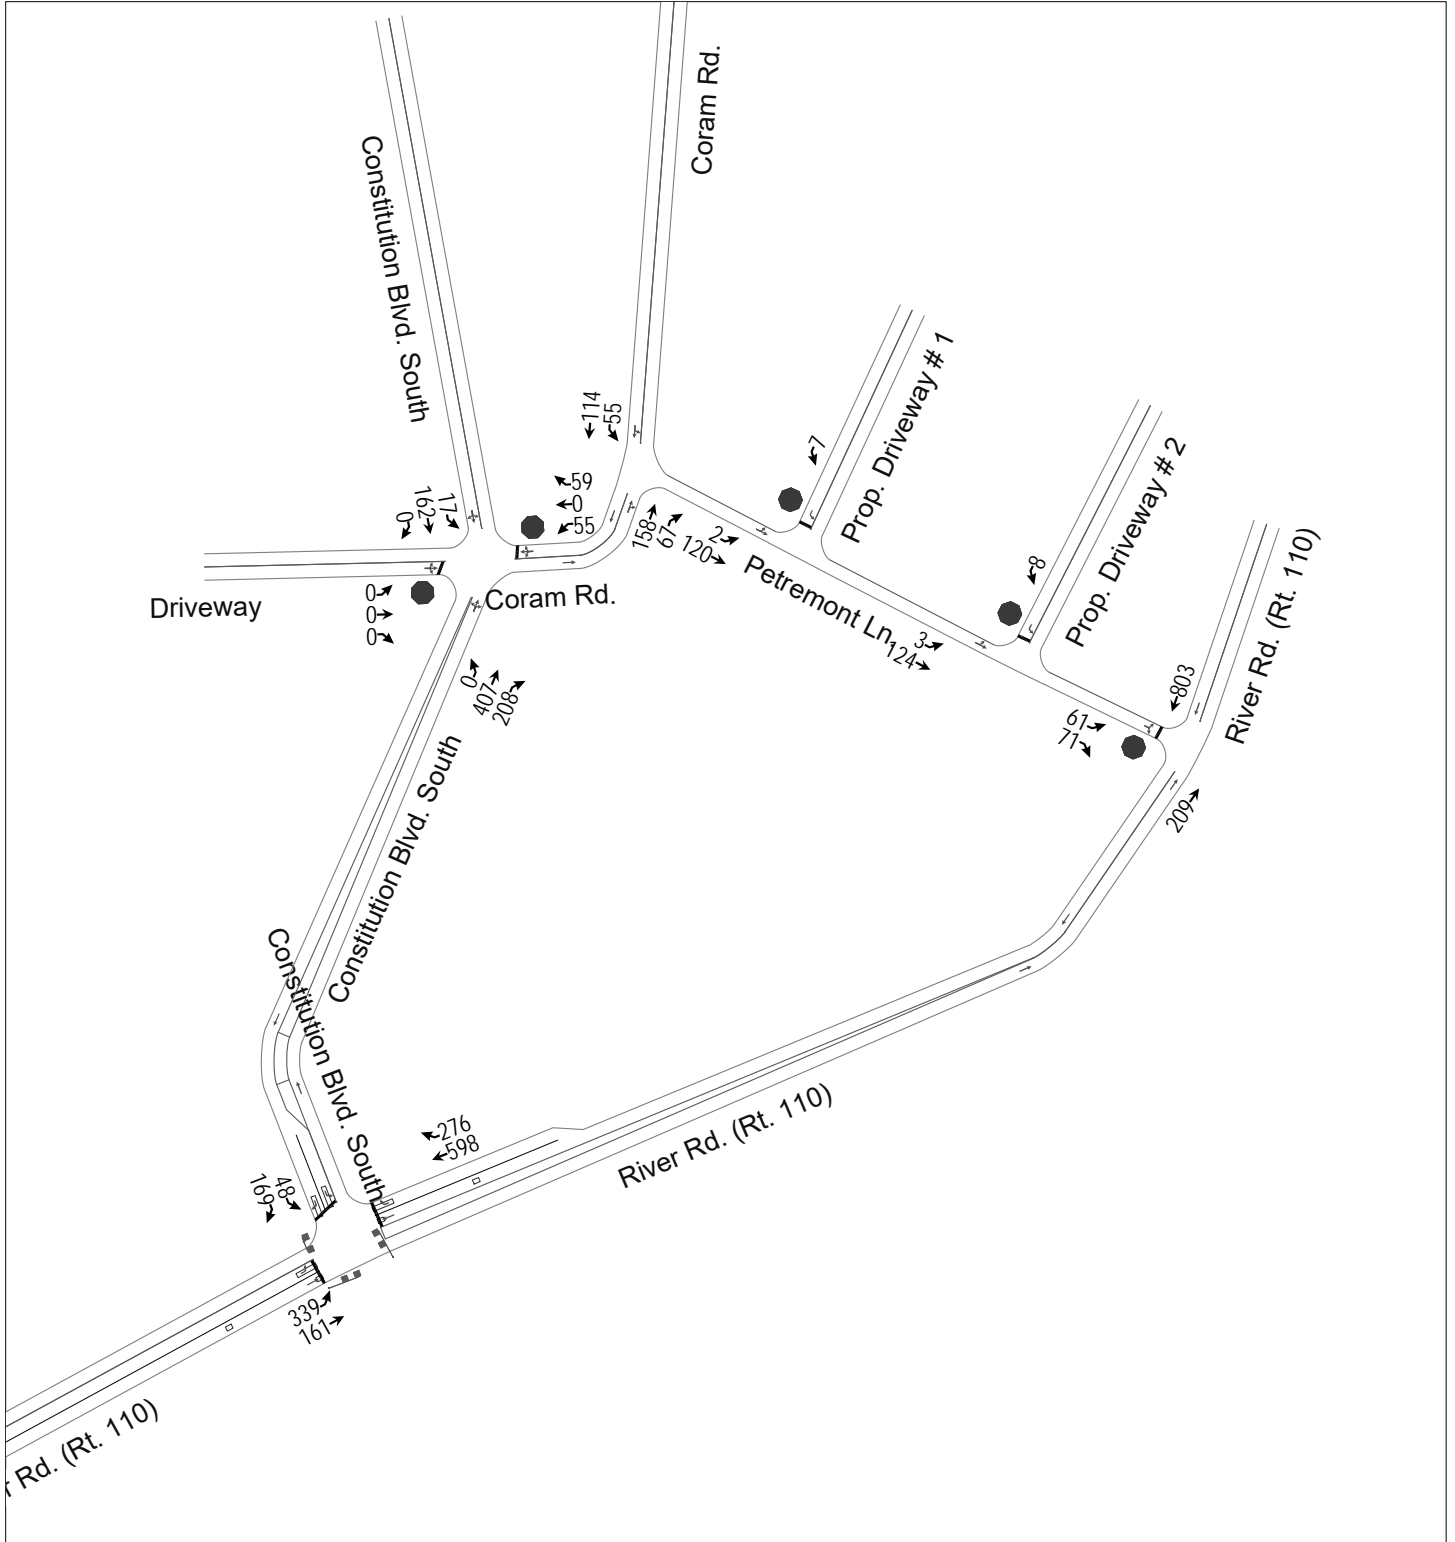 Coram Rd.
Constitution Blvd. South
Prop. Driveway # 1
114
55
Prop. Driveway # 2
7
59
0
55
17
162
0
158
67
2
120
8
River Rd. (Rt. 110)
Petremont Ln.
Driveway
0
0
0
Coram Rd.
3
124
803
0
407
208
61
71
209
Constitution Blvd. South
Constitution Blvd. South
276
598
River Rd. (Rt. 110)
48
169
339
161
r Rd. (Rt. 110)